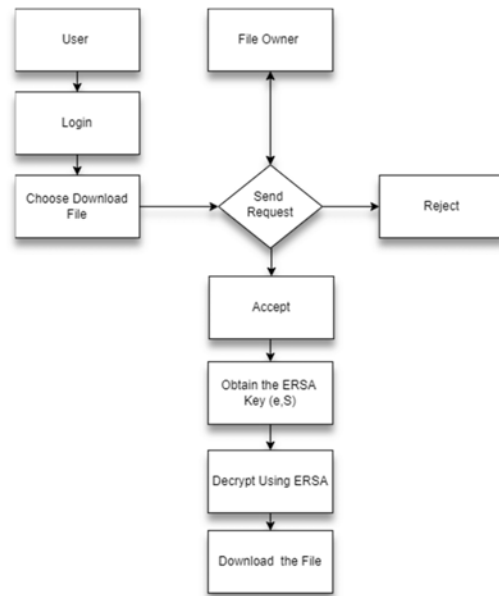 User
File Owner
Login
Choose Download
File
Send
Request
Reject
Accept
Obtain the ERSA
Key (e,S)
Decrypt Using ERSA
Download the File